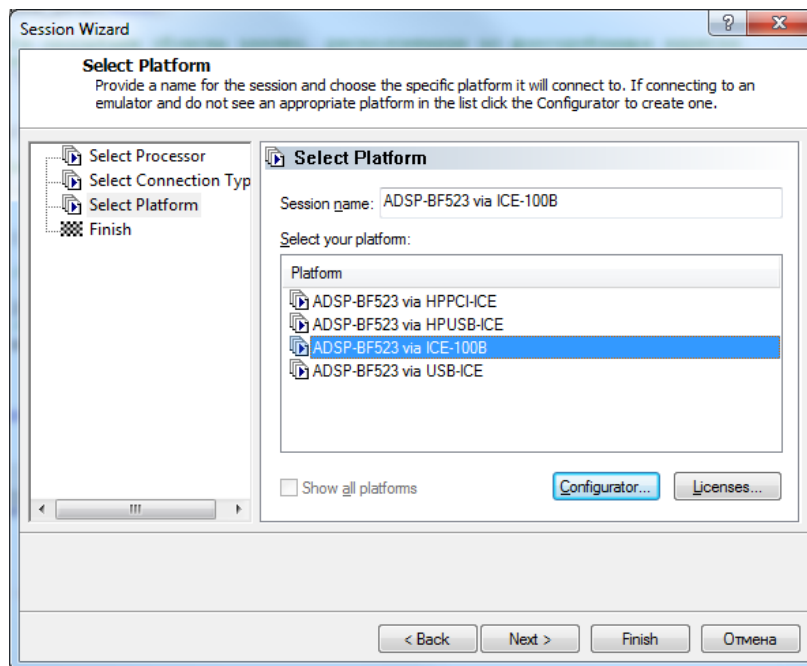 Session Wizard
Select Platform
Provide a name for the session and choose the specific platform it will connect to. If connecting to an
emulator and do not see an appropriate platform in the list click the Configurator to create one.
Select Processor
Select Connection Typ
Select Platform
Finish
Select Platform
Session name: ADSP-BF523 via ICE-100B
Select your platform:
Platform
ADSP-BF523 via HPPCI-ICE
ADSP-BF523 via HPUSB-ICE
ADSP-BF523 via ICE-100B
ADSP-BF523 via USB-ICE
Show all platforms
Configurator...
Licenses...
< Back
Next >
Finish
Отмена